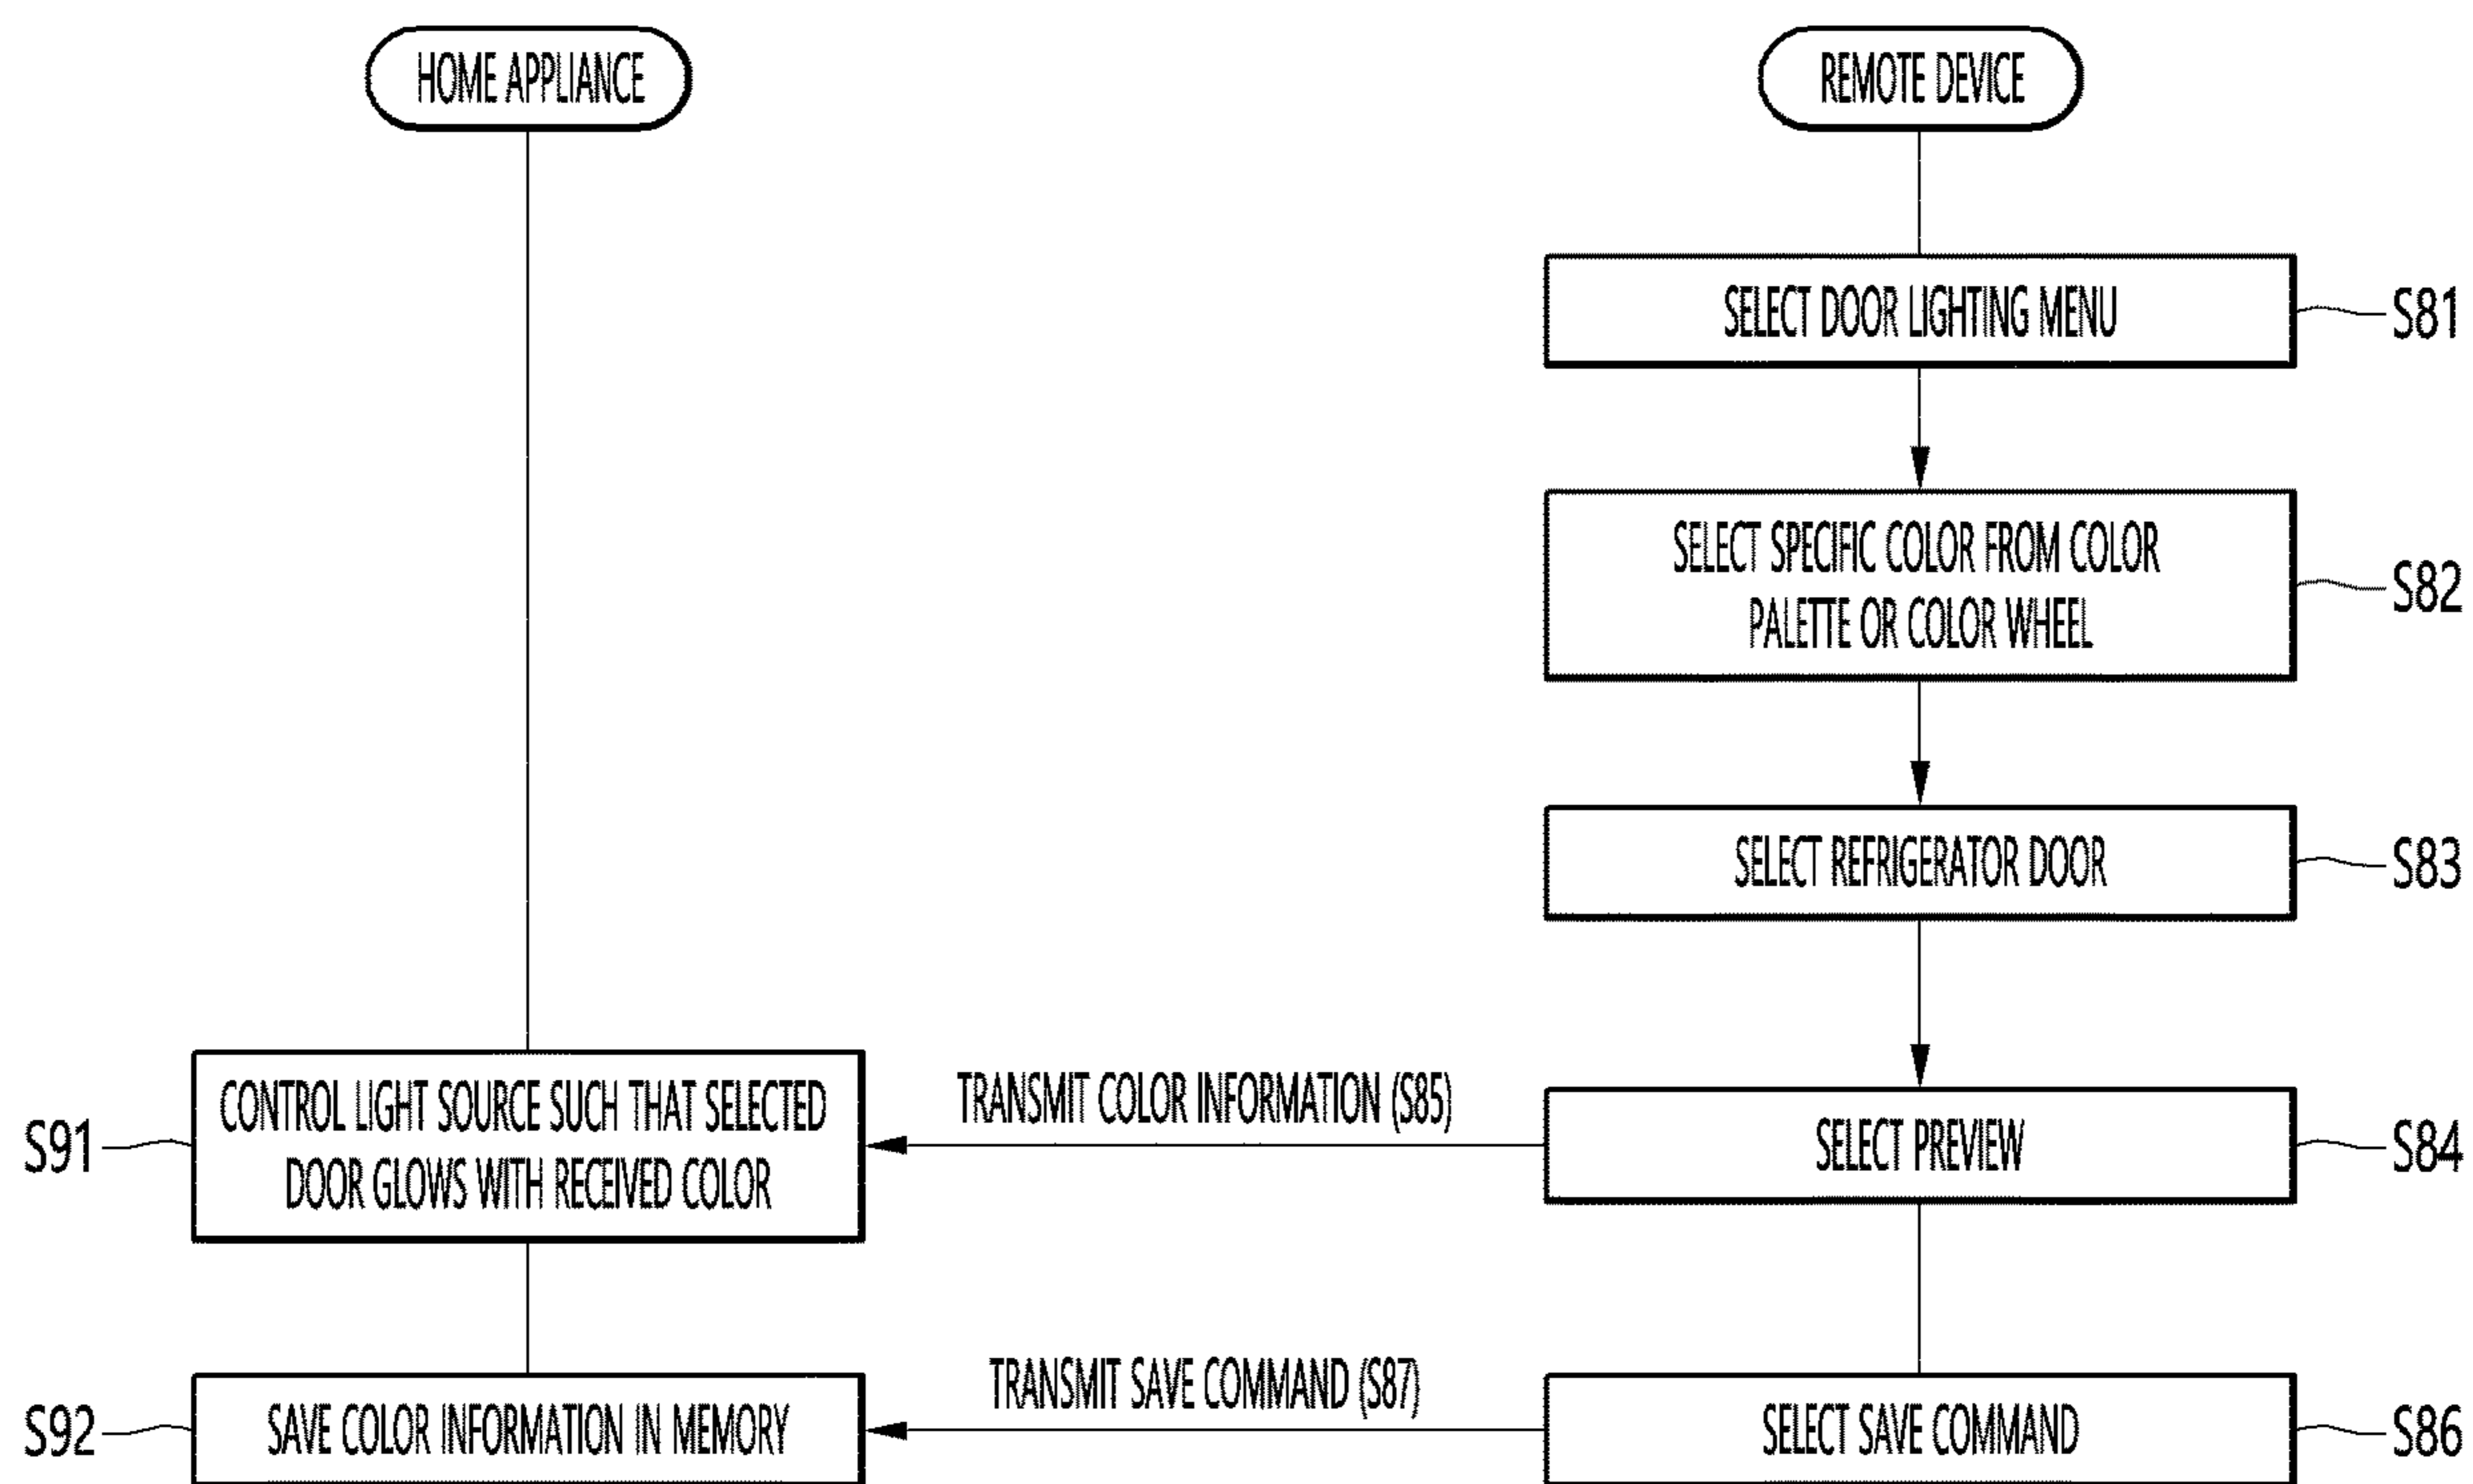 HOME APPLIANCE
REMOTE DEVICE
SELECT DOOR LIGHTING MENU
S81
SELECT SPECIFIC COLOR FROM COLOR
PALETTE OR COLOR WHEEL
S82
SELECT REFRIGERATOR DOOR
S83
S91
CONTROL LIGHT SOURCE SUCH THAT SELECTED
DOOR GLOWS WITH RECEIVED COLOR
TRANSMIT COLOR INFORMATION (S85)
SELECT PREVIEW
S84
S92
SAVE COLOR INFORMATION IN MEMORY
TRANSMIT SAVE COMMAND (S87)
SELECT SAVE COMMAND
S86